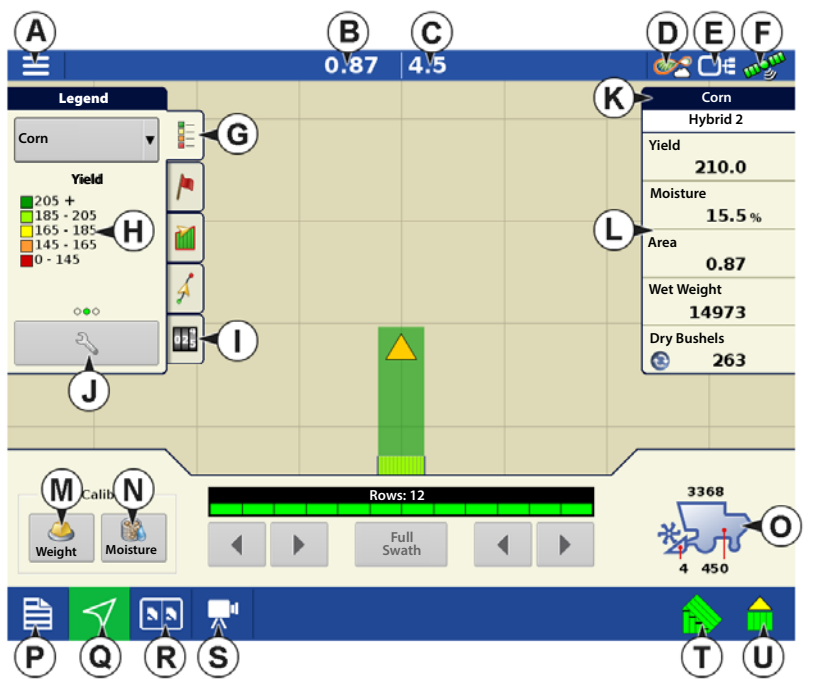 A
B
C
D
E
F
0.87
4.5
Legend
G
Corn
Yield
205 +
185 - 205
165 - 185
145 - 165
0 - 145
H
I
J
K
Corn
Hybrid 2
Yield
210.0
Moisture
15.5 %
L
Area
0.87
Wet Weight
14973
Dry Bushels
263
M
Calib
N
Weight
Moisture
Rows: 12
Full
Swath
3368
O
4 450
P
Q
R
S
T
U